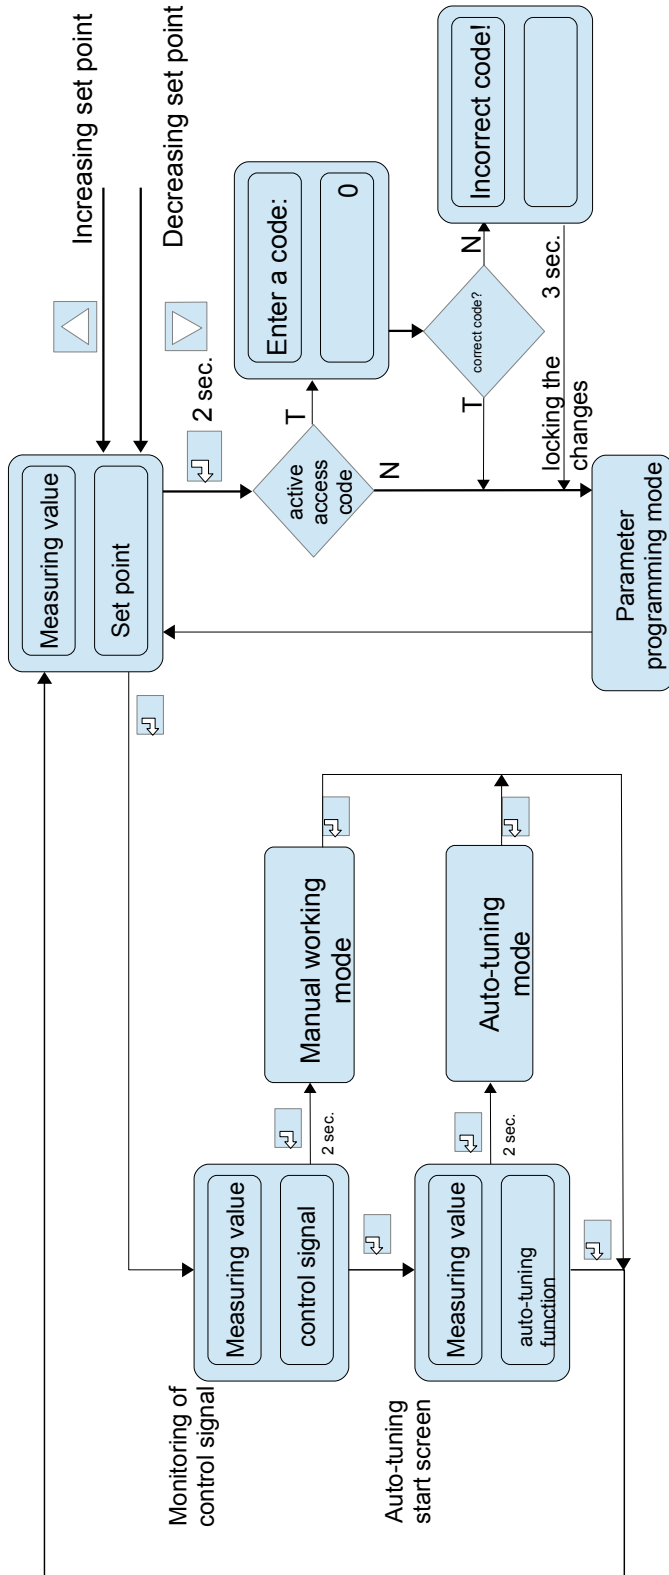 Increasing set point
Decreasing set point
Measuring value
Set point
2 sec.
active
access
code
T
N
Enter a code:
0
correct code?
T
N
Incorrect code!
3 sec.
locking the
changes
Parameter
programming mode
Monitoring of
control signal
Measuring value
control signal
2 sec.
Manual working
mode
Auto-tuning
start screen
Measuring value
auto-tuning
function
2 sec.
Auto-tuning
mode